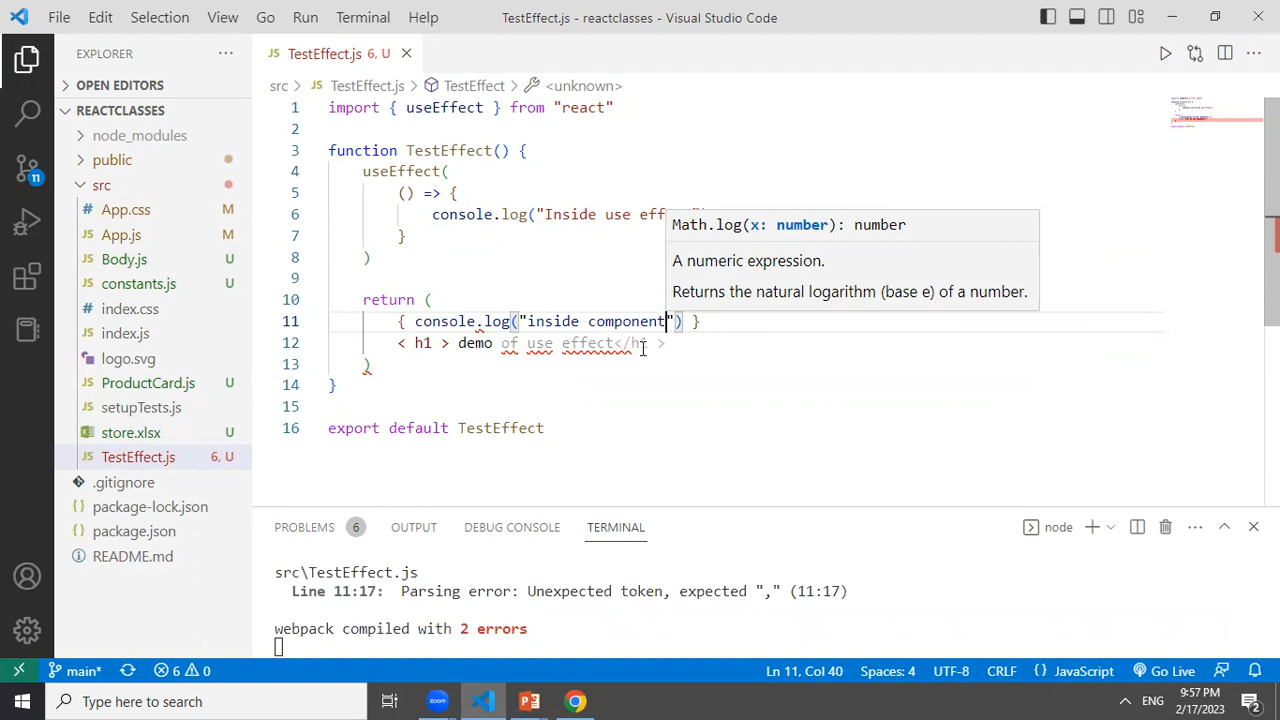 File Edit Selection View Go Run Terminal Help TestEffect.js - reactclasses - Visual Studio Code
EXPLORER
OPEN EDITORS
REACTCLASSES
node_modules
public
src
App.css M
App.js M
Body.js U
constants.js U
index.css
index.js
logo.svg
ProductCard.js U
setupTests.js
store.xlsx U
JS TestEffect.js 6, U
.gitignore
package-lock.json
package.json
README.md
11
JS TestEffect.js 6, U
src > JS TestEffect.js > TestEffect > <unknown>
1 import { useEffect } from "react"
2
3 function TestEffect() {
4 useEffect(
5 () => {
6 console.log("Inside use
7 }
8 )
9
10 return (
11 { console.log("inside component") }
12 < h1 > demo of use effect</h1 >
13 )
14 }
15
16 export default TestEffect
Math.log(x: number): number
A numeric expression.
Returns the natural logarithm (base e) of a number.
PROBLEMS 6 OUTPUT DEBUG CONSOLE TERMINAL node
src\TestEffect.js
Line 11:17: Parsing error: Unexpected token, expected "," (11:17)
webpack compiled with 2 errors
main* 6 0 Ln 11, Col 40 Spaces: 4 UTF-8 CRLF { } JavaScript Go Live
Type here to search zoom ENG 9:57 PM
2/17/2023 2